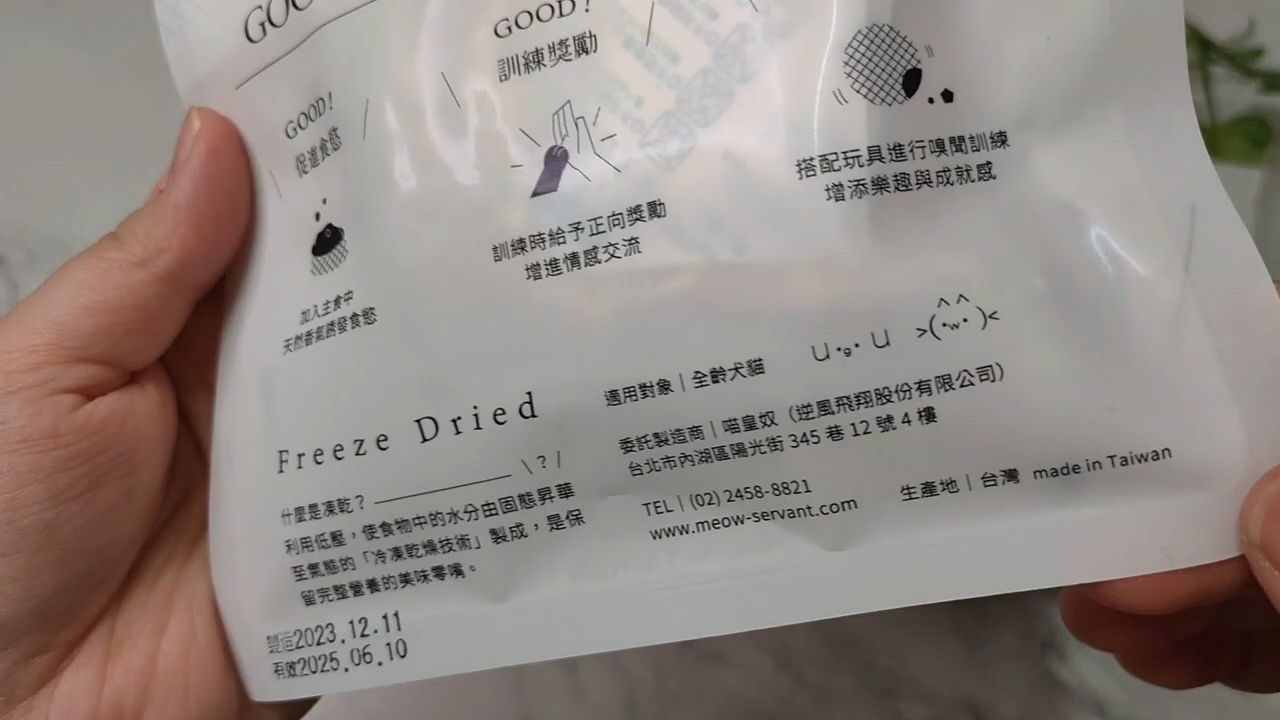 GOO
GOOD!
訓練獎勵
GOOD!
促進食慾
搭配玩具進行嗅聞訓練
增添樂趣與成就感
訓練時給予正向獎勵
增進情感交流
加入主食中
天然香氣誘發食慾
適用對象｜全齡犬貓
委託製造商｜喵皇奴（逆風飛翔股份有限公司）
台北市內湖區陽光街 345 巷 12 號 4 樓
TEL｜(02) 2458-8821
www.meow-servant.com
生產地｜台灣 made in Taiwan
Freeze Dried
什麼是凍乾？
利用低壓，使食物中的水分由固態昇華
至氣態的「冷凍乾燥技術」製成，是保
留完整營養的美味零嘴。
製造2023.12.11
有效2025.06.10